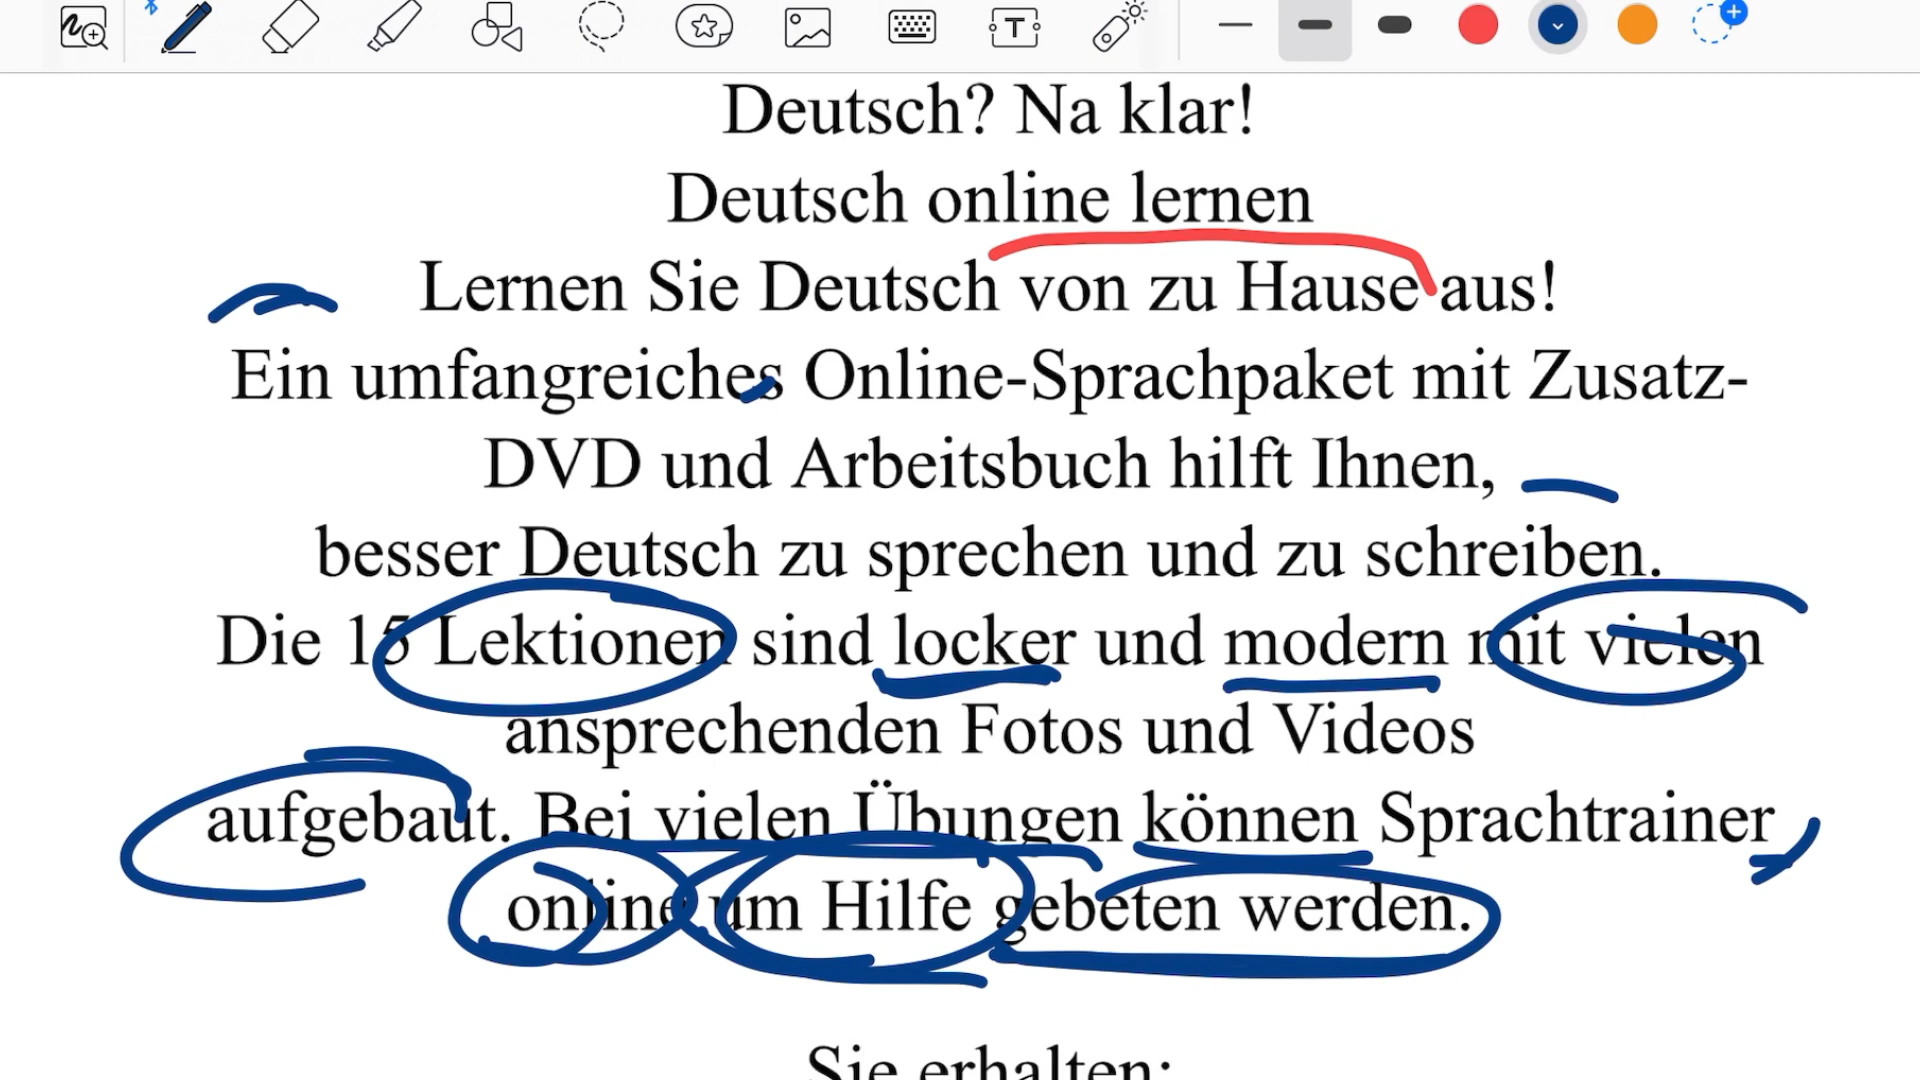 Deutsch? Na klar!
Deutsch online lernen
Lernen Sie Deutsch von zu Hause aus!
Ein umfangreiches Online-Sprachpaket mit Zusatz-
DVD und Arbeitsbuch hilft Ihnen,
besser Deutsch zu sprechen und zu schreiben.
Die 15 Lektionen sind locker und modern mit vielen
ansprechenden Fotos und Videos
aufgebaut. Bei vielen Übungen können Sprachtrainer
online um Hilfe gebeten werden.
Sie erhalten: